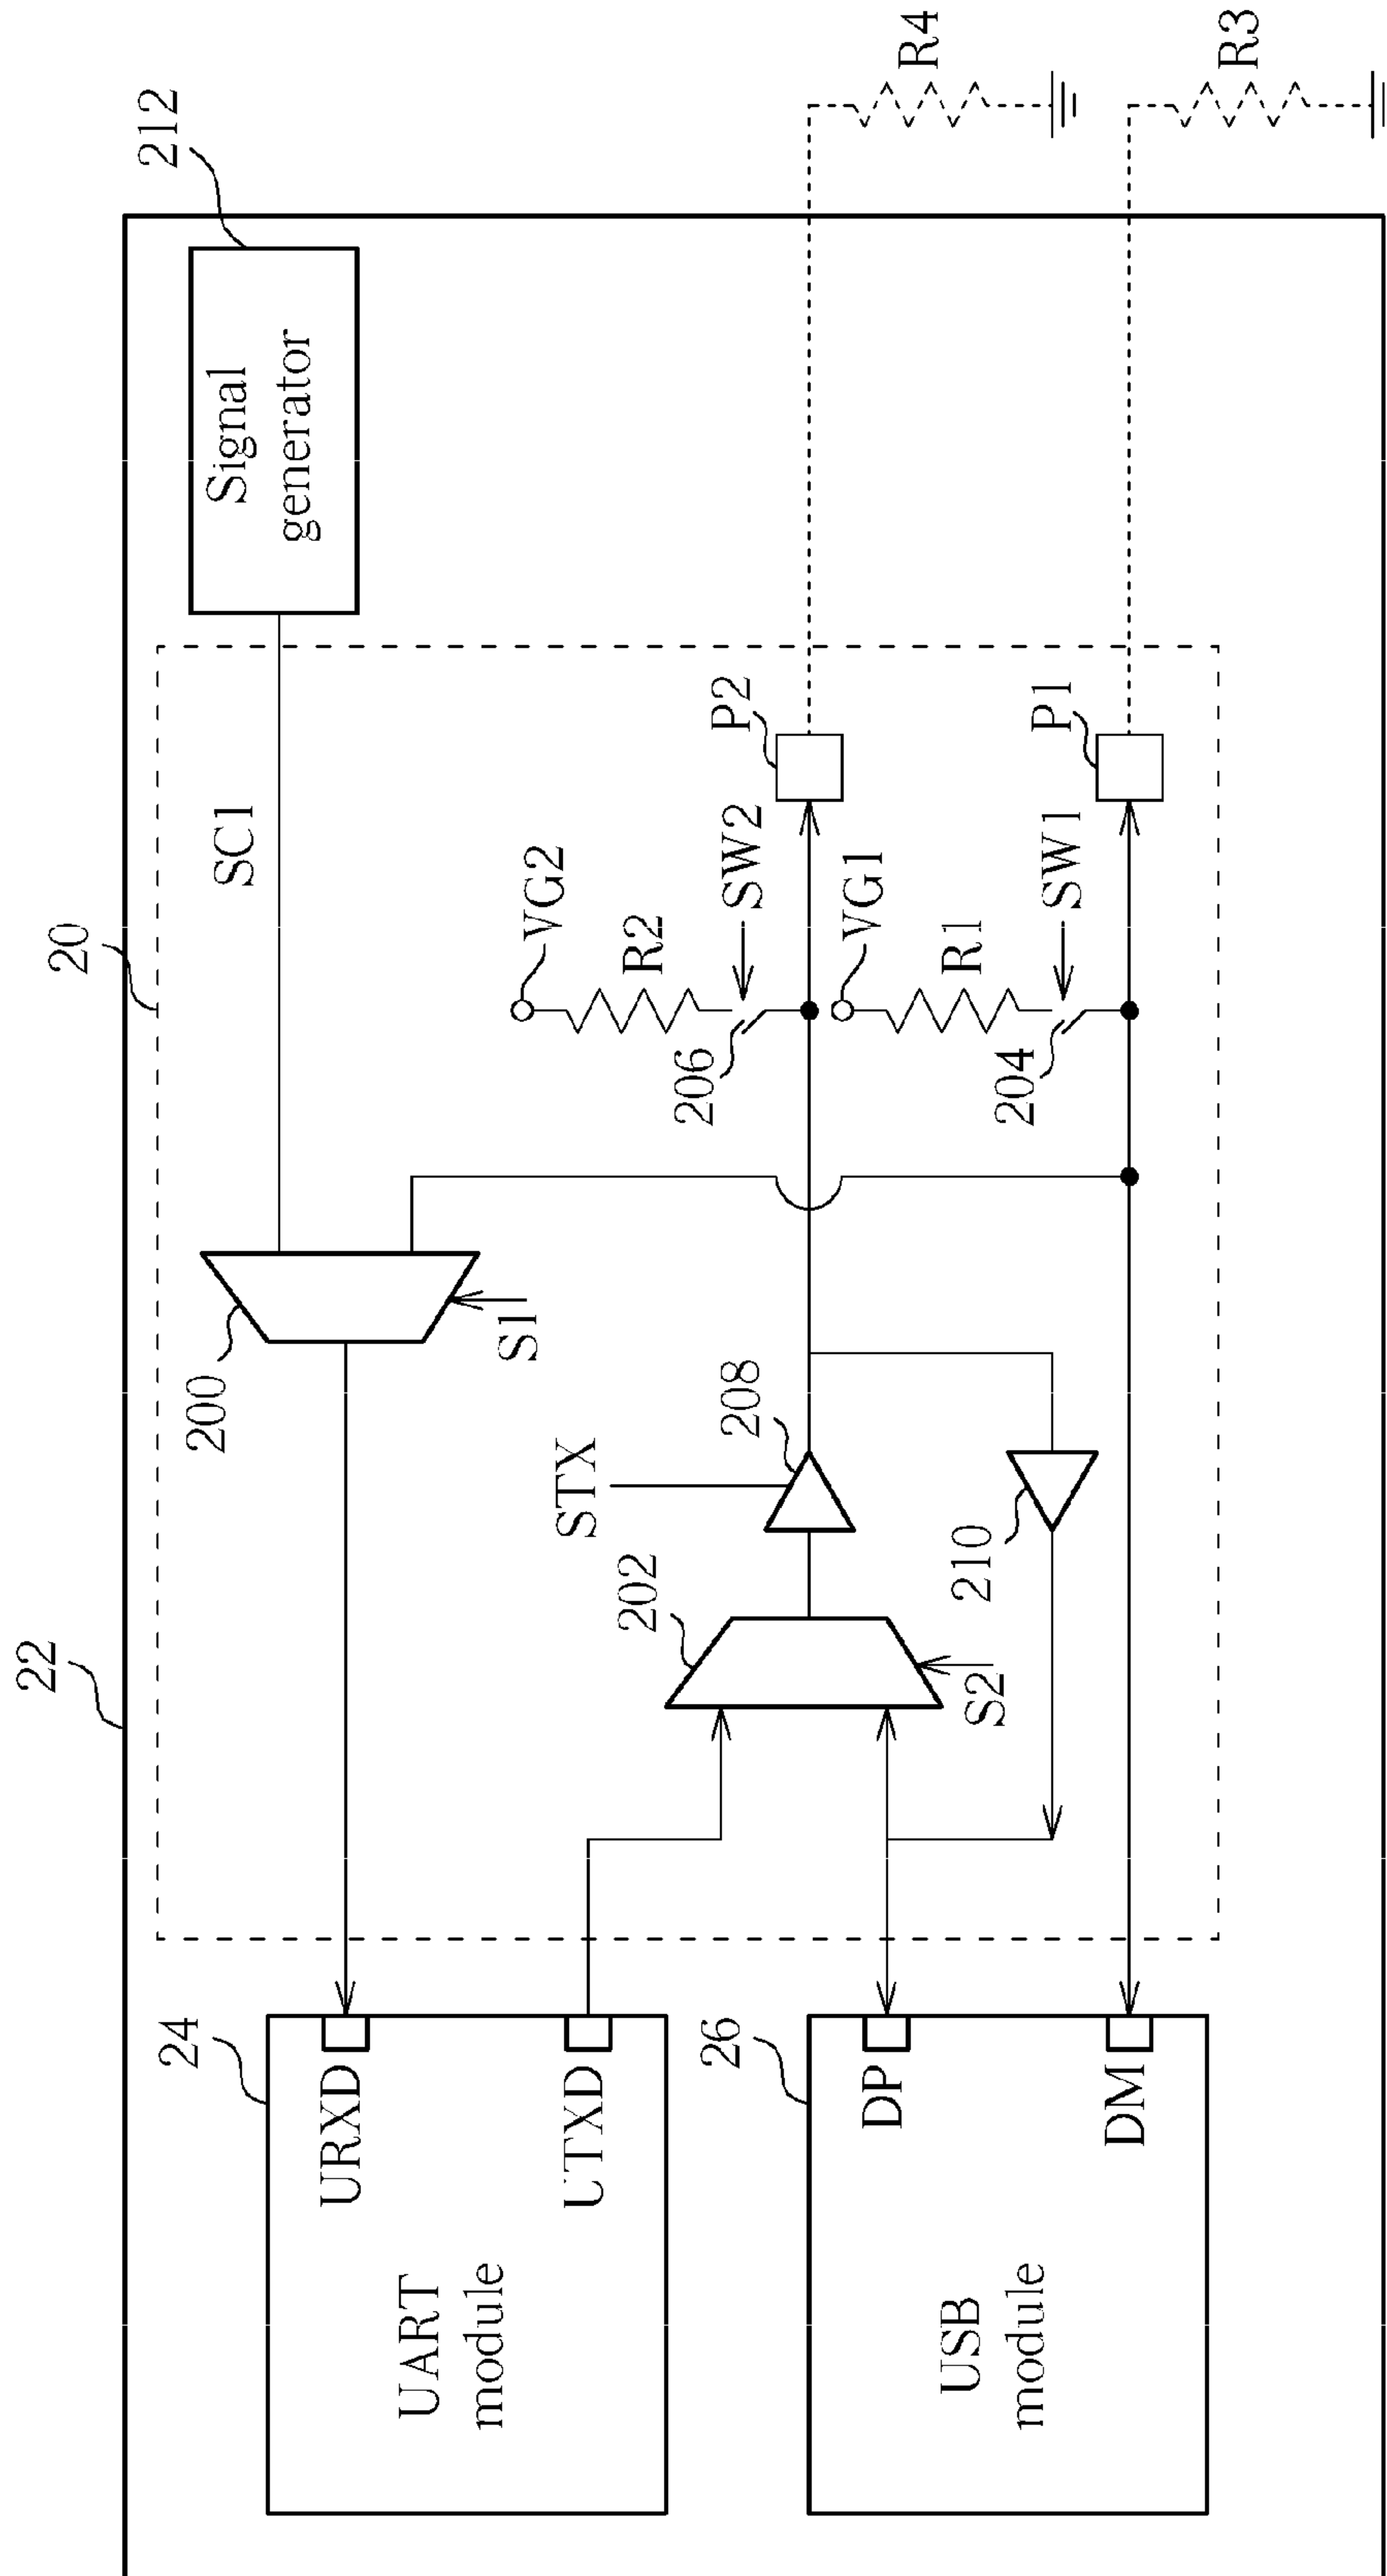 22
20
212
Signal
generator
SC1
200
S1
24
URXD
UTXD
UART
module
STX
208
202
S2
210
VG2
R2
206
SW2
P2
R4
VG1
R1
204
SW1
P1
R3
26
DP
DM
USB
module